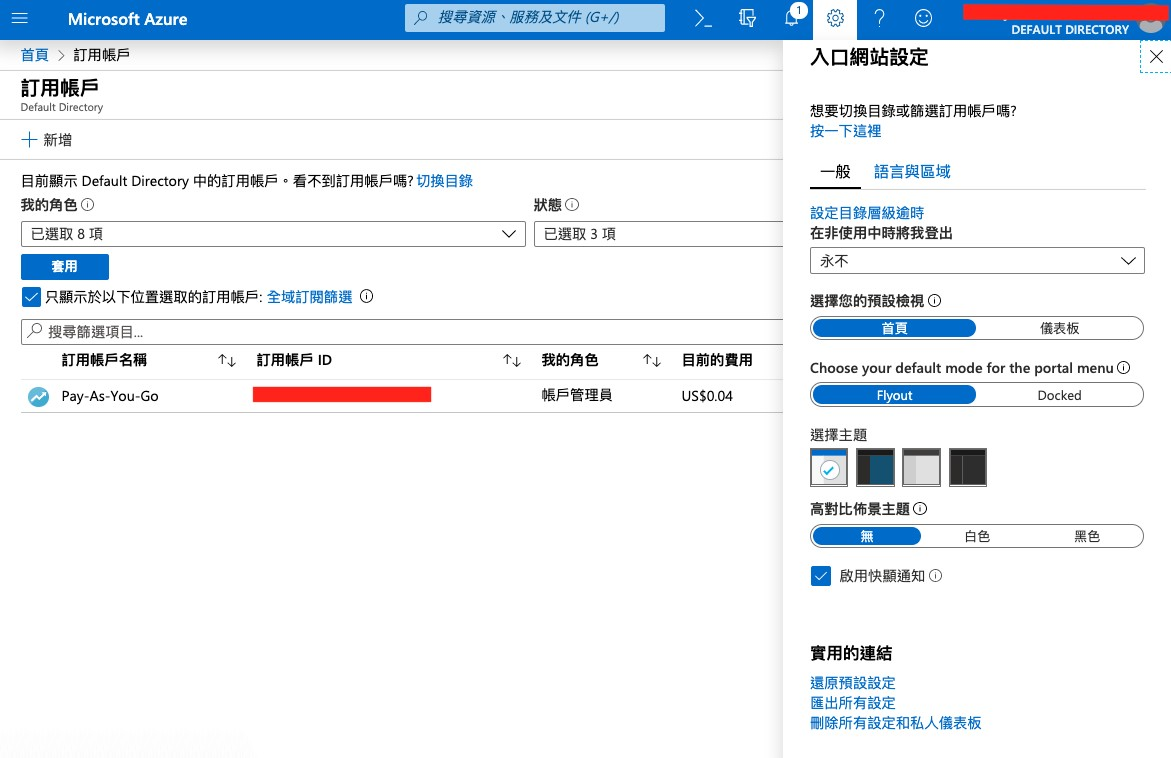 Microsoft Azure
搜尋資源、服務及文件 (G+/)
1
DEFAULT DIRECTORY
首頁 > 訂用帳戶
訂用帳戶
Default Directory
新增
目前顯示 Default Directory 中的訂用帳戶。看不到訂用帳戶嗎? 切換目錄
我的角色
狀態
已選取 8 項
已選取 3 項
套用
只顯示於以下位置選取的訂用帳戶: 全域訂閱篩選
搜尋篩選項目...
訂用帳戶名稱 訂用帳戶 ID 我的角色 目前的費用
Pay-As-You-Go 帳戶管理員 US$0.04
入口網站設定
想要切換目錄或篩選訂用帳戶嗎?
按一下這裡
一般 語言與區域
設定目錄層級逾時
在非使用中時將我登出
永不
選擇您的預設檢視
首頁 儀表板
Choose your default mode for the portal menu
Flyout Docked
選擇主題
高對比佈景主題
無 白色 黑色
啟用快顯通知
實用的連結
還原預設設定
匯出所有設定
刪除所有設定和私人儀表板